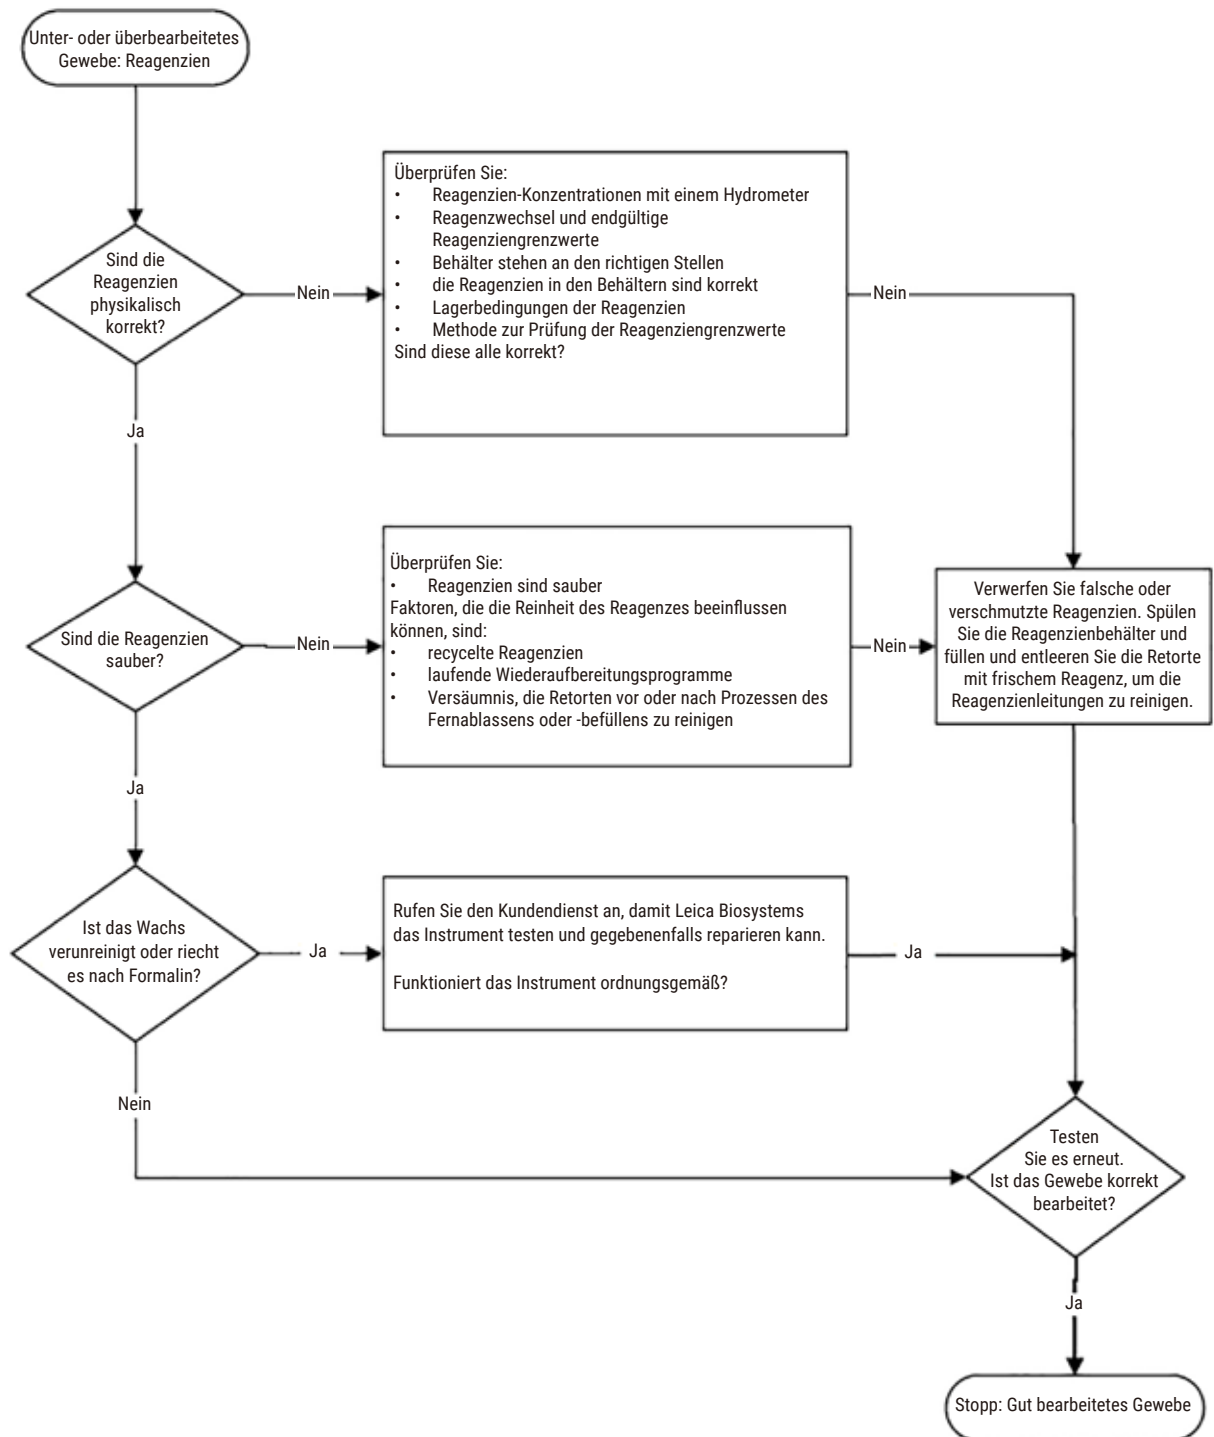 Unter- oder überbearbeitetes
Gewebe: Reagenzien
Sind die
Reagenzien
physikalisch
korrekt?
Nein
Überprüfen Sie:
• Reagenzien-Konzentrationen mit einem Hydrometer
• Reagenzwechsel und endgültige
Reagenziengrenzwerte
• Behälter stehen an den richtigen Stellen
• die Reagenzien in den Behältern sind korrekt
• Lagerbedingungen der Reagenzien
• Methode zur Prüfung der Reagenziengrenzwerte
Sind diese alle korrekt?
Nein
Ja
Sind die Reagenzien
sauber?
Nein
Überprüfen Sie:
• Reagenzien sind sauber
Faktoren, die die Reinheit des Reagenzes beeinflussen
können, sind:
• recycelte Reagenzien
• laufende Wiederaufbereitungsprogramme
• Versäumnis, die Retorten vor oder nach Prozessen des
Fernablassens oder -befüllens zu reinigen
Nein
Verwerfen Sie falsche oder
verschmutzte Reagenzien. Spülen
Sie die Reagenzienbehälter und
füllen und entleeren Sie die Retorte
mit frischem Reagenz, um die
Reagenzienleitungen zu reinigen.
Ja
Ist das Wachs
verunreinigt oder riecht
es nach Formalin?
Ja
Rufen Sie den Kundendienst an, damit Leica Biosystems
das Instrument testen und gegebenenfalls reparieren kann.
Funktioniert das Instrument ordnungsgemäß?
Ja
Nein
Testen
Sie es erneut.
Ist das Gewebe korrekt
bearbeitet?
Ja
Stopp: Gut bearbeitetes Gewebe